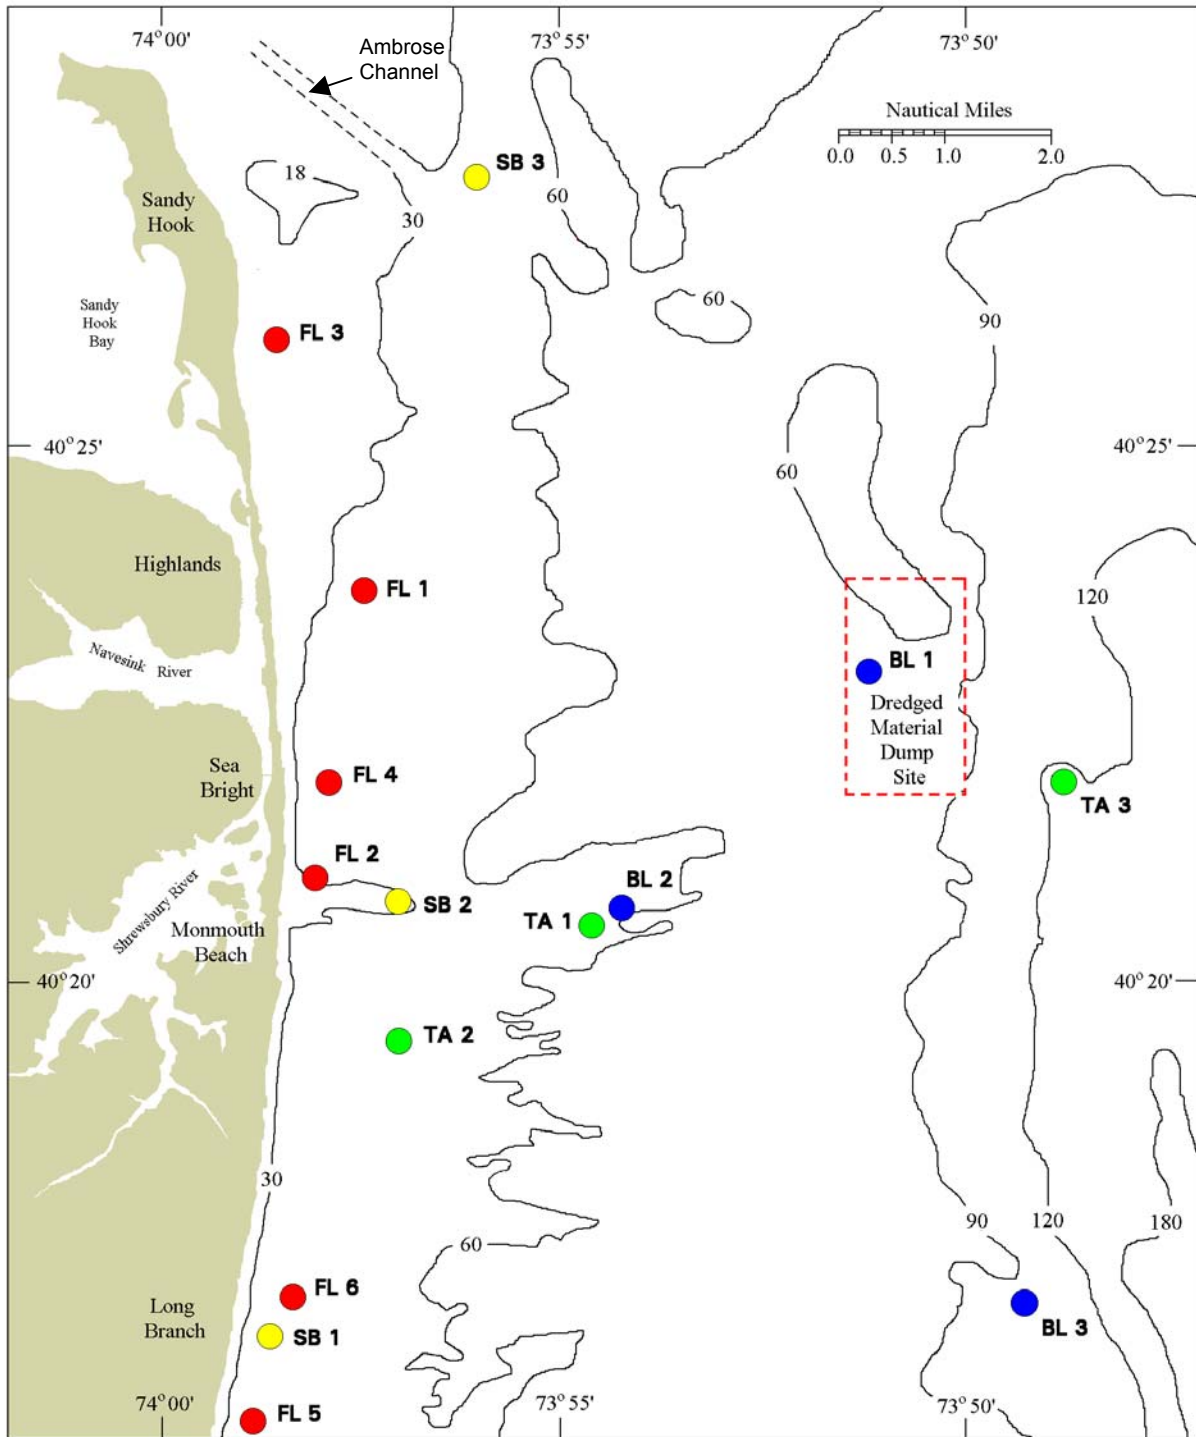 74°00'
Ambrose
Channel
73°55'
73°50'
Nautical Miles
0.0 0.5 1.0 2.0
SB 3
18
Sandy
Hook
60
30
Sandy
Hook
Bay
60
90
FL 3
40°25'
40°25'
60
Highlands
FL 1
120
Navesink River
BL 1
Dredged
Material
Dump
Site
Sea
Bright
FL 4
TA 3
FL 2
BL 2
Shrewsbury River
SB 2
TA 1
Monmouth
Beach
40°20'
40°20'
TA 2
30
90
120
180
60
FL 6
Long
Branch
SB 1
BL 3
74°00'
73°55'
73°50'
FL 5